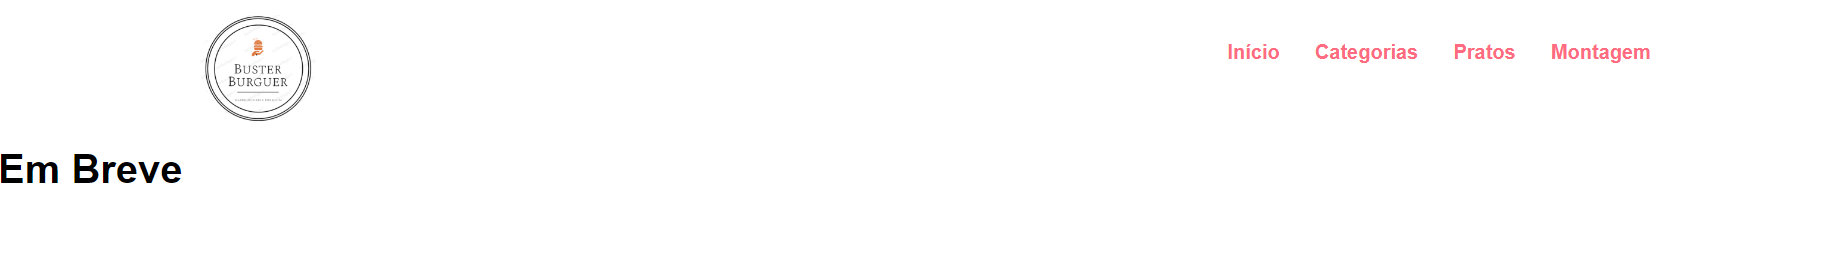 Início Categorias Pratos Montagem
BUSTER
BURGUER
Em Breve